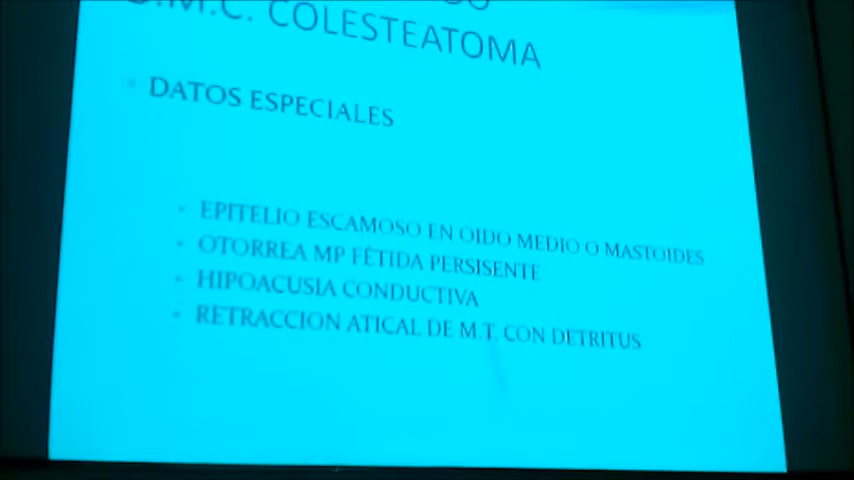 O.M.C. COLESTEATOMA
DATOS ESPECIALES
EPITELIO ESCAMOSO EN OIDO MEDIO O MASTOIDES
OTORREA MP FÉTIDA PERSISENTE
HIPOACUSIA CONDUCTIVA
RETRACCION ATICAL DE M.T. CON DETRITUS